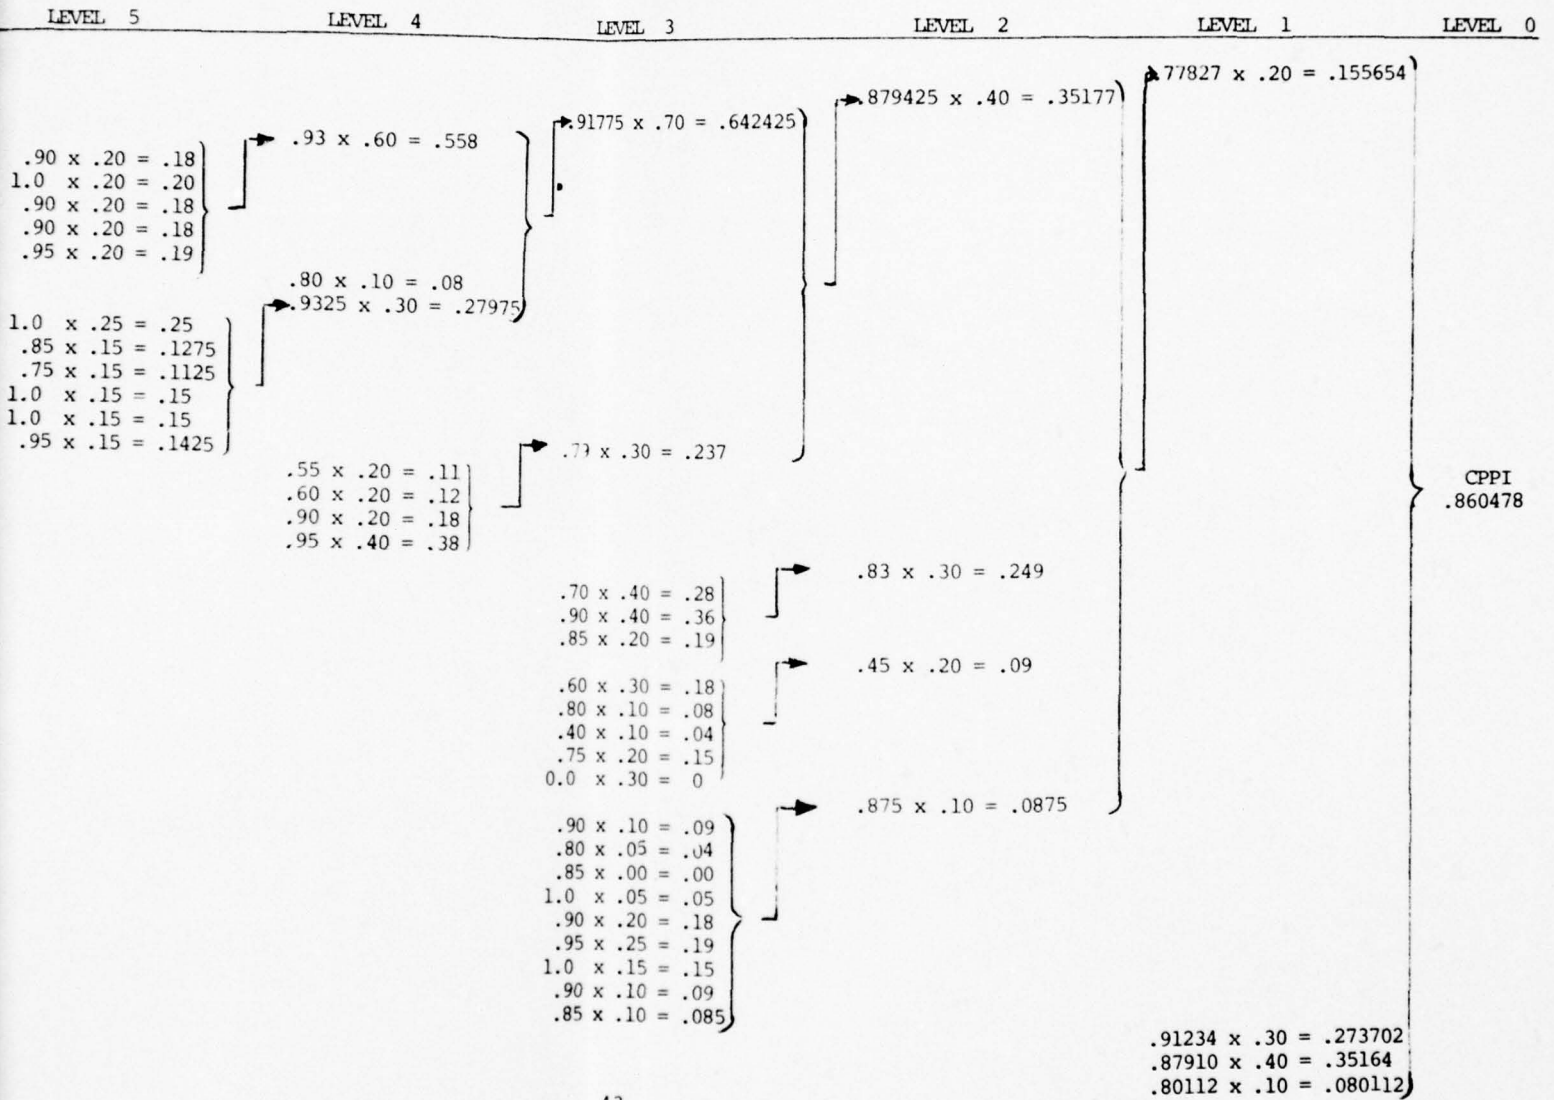 LEVEL 5 LEVEL 4 LEVEL 3 LEVEL 2 LEVEL 1 LEVEL 0
.90 x .20 = .18
1.0 x .20 = .20
.90 x .20 = .18
.90 x .20 = .18
.95 x .20 = .19
1.0 x .25 = .25
.85 x .15 = .1275
.75 x .15 = .1125
1.0 x .15 = .15
1.0 x .15 = .15
.95 x .15 = .1425
.93 x .60 = .558
.80 x .10 = .08
.9325 x .30 = .27975
.55 x .20 = .11
.60 x .20 = .12
.90 x .20 = .18
.95 x .40 = .38
.91775 x .70 = .642425
.79 x .30 = .237
.70 x .40 = .28
.90 x .40 = .36
.85 x .20 = .19
.60 x .30 = .18
.80 x .10 = .08
.40 x .10 = .04
.75 x .20 = .15
0.0 x .30 = 0
.90 x .10 = .09
.80 x .05 = .04
.85 x .00 = .00
1.0 x .05 = .05
.90 x .20 = .18
.95 x .25 = .19
1.0 x .15 = .15
.90 x .10 = .09
.85 x .10 = .085
.879425 x .40 = .35177
.83 x .30 = .249
.45 x .20 = .09
.875 x .10 = .0875
.77827 x .20 = .155654
.91234 x .30 = .273702
.87910 x .40 = .35164
.80112 x .10 = .080112
CPPI
.860478